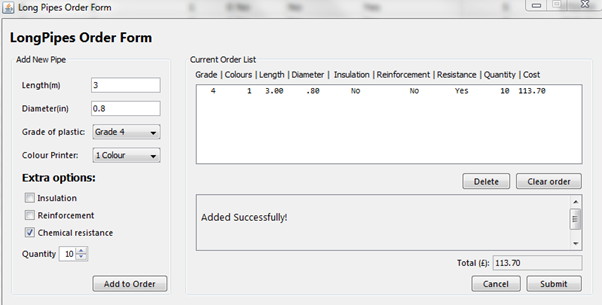 Long Pipes Order Form
LongPipes Order Form
Add New Pipe
Length(m) 3
Diameter(in) 0.8
Grade of plastic: Grade 4
Colour Printer: 1 Colour
Extra options:
Insulation
Reinforcement
Chemical resistance
Quantity 10
Add to Order
Current Order List
Grade | Colours | Length | Diameter | Insulation | Reinforcement | Resistance | Quantity | Cost
4 1 3.00 .80 No No Yes 10 113.70
Delete Clear order
Added Successfully!
Total (£): 113.70
Cancel Submit